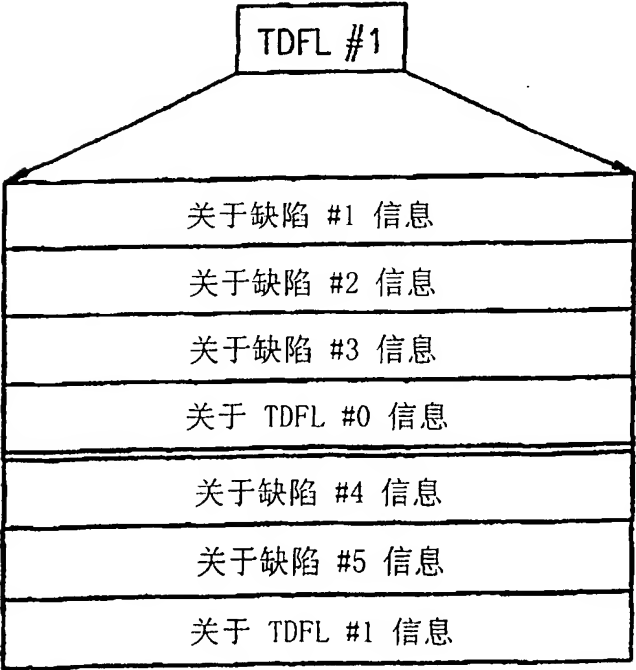 TDFL #1
关于缺陷 #1 信息
关于缺陷 #2 信息
关于缺陷 #3 信息
关于 TDFL #0 信息
关于缺陷 #4 信息
关于缺陷 #5 信息
关于 TDFL #1 信息